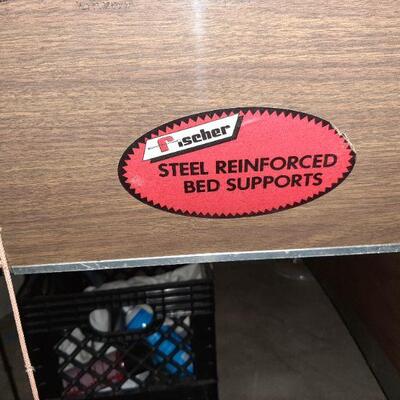 fischer
STEEL REINFORCED
BED SUPPORTS